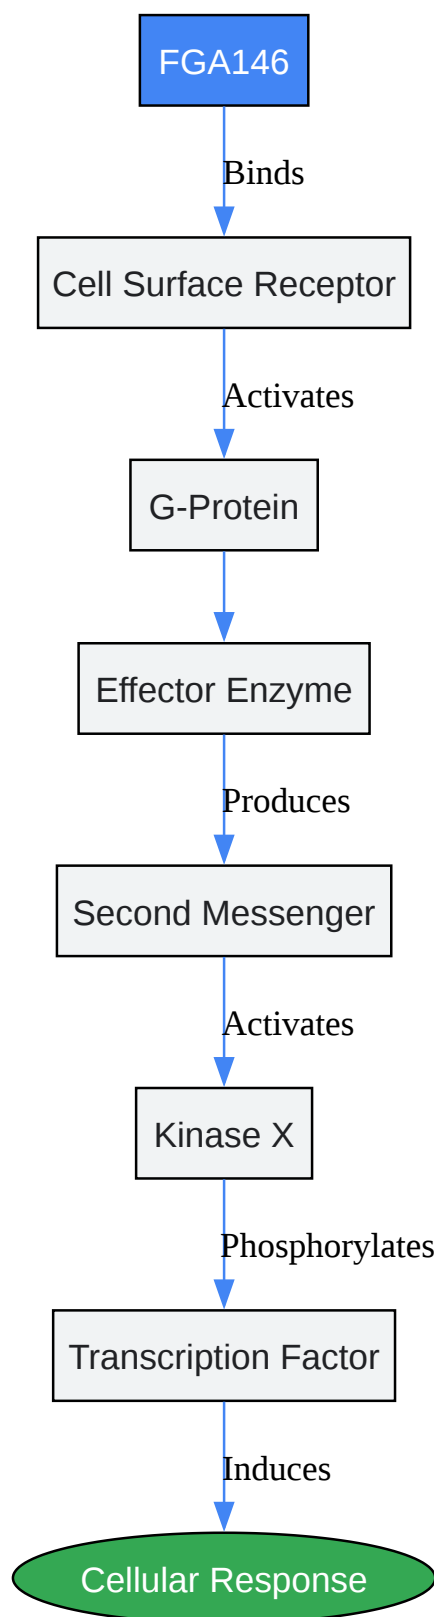 FGA146
Binds
Cell Surface Receptor
Activates
G-Protein
Effector Enzyme
Produces
Second Messenger
Activates
Kinase X
Phosphorylates
Transcription Factor
Induces
Cellular Response